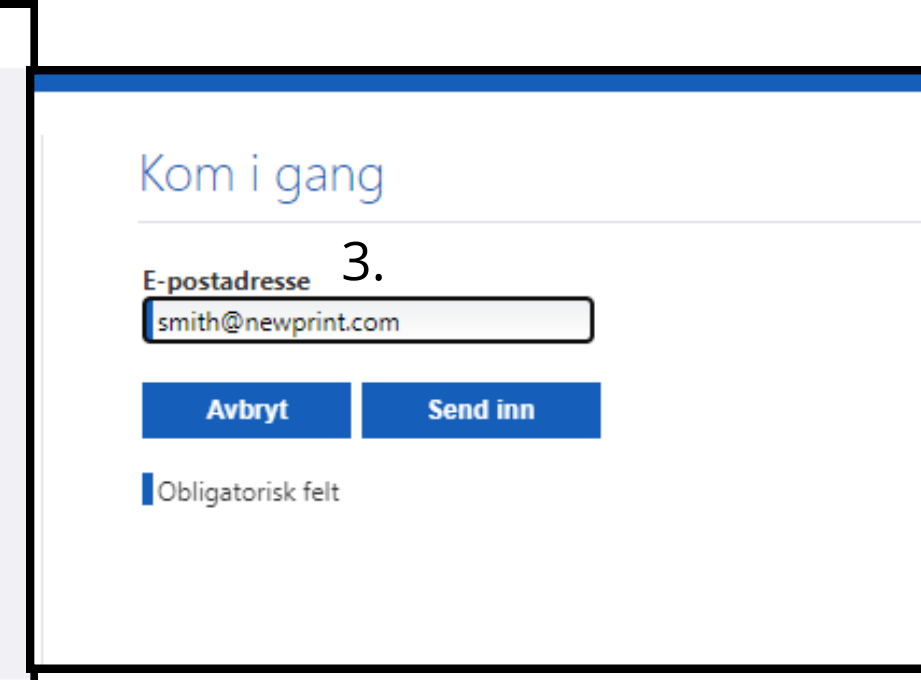 Kom i gang
3.
E-postadresse
smith@newprint.com
Avbryt Send inn
Obligatorisk felt